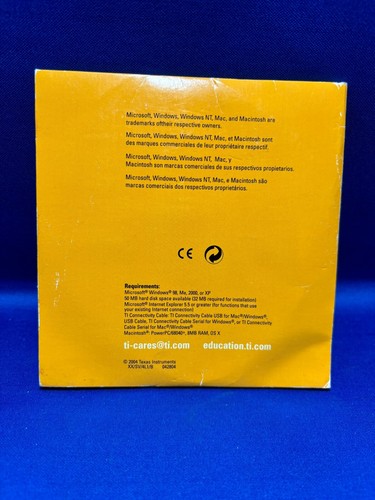 Microsoft, Windows, Windows NT, Mac, and Macintosh are
trademarks oftheir respective owners.
Microsoft, Windows, Windows NT, Mac, et Macintosh sont
des marques commerciales de leur propriétaire respectif.
Microsoft, Windows, Windows NT, Mac, y
Macintosh son marcas comerciales de sus respectivos propietarios.
Microsoft, Windows, Windows NT, Mac, e Macintosh são
marcas comerciais dos respectivos proprietários.
CE
Requirements:
Microsoft® Windows® 98, Me, 2000, or XP
50 MB hard disk space available (32 MB required for installation)
Microsoft® Internet Explorer 5.5 or greater (for functions that use
your existing Internet connection)
TI Connectivity Cable: TI Connectivity Cable USB for Mac®/Windows®,
USB Cable, TI Connectivity Cable Serial for Windows®, or TI Connectivity
Cable Serial for Mac®/Windows®
Macintosh®: PowerPC/68040®, 8MB RAM, OS X
ti-cares@ti.com education.ti.com
© 2004 Texas Instruments
042804